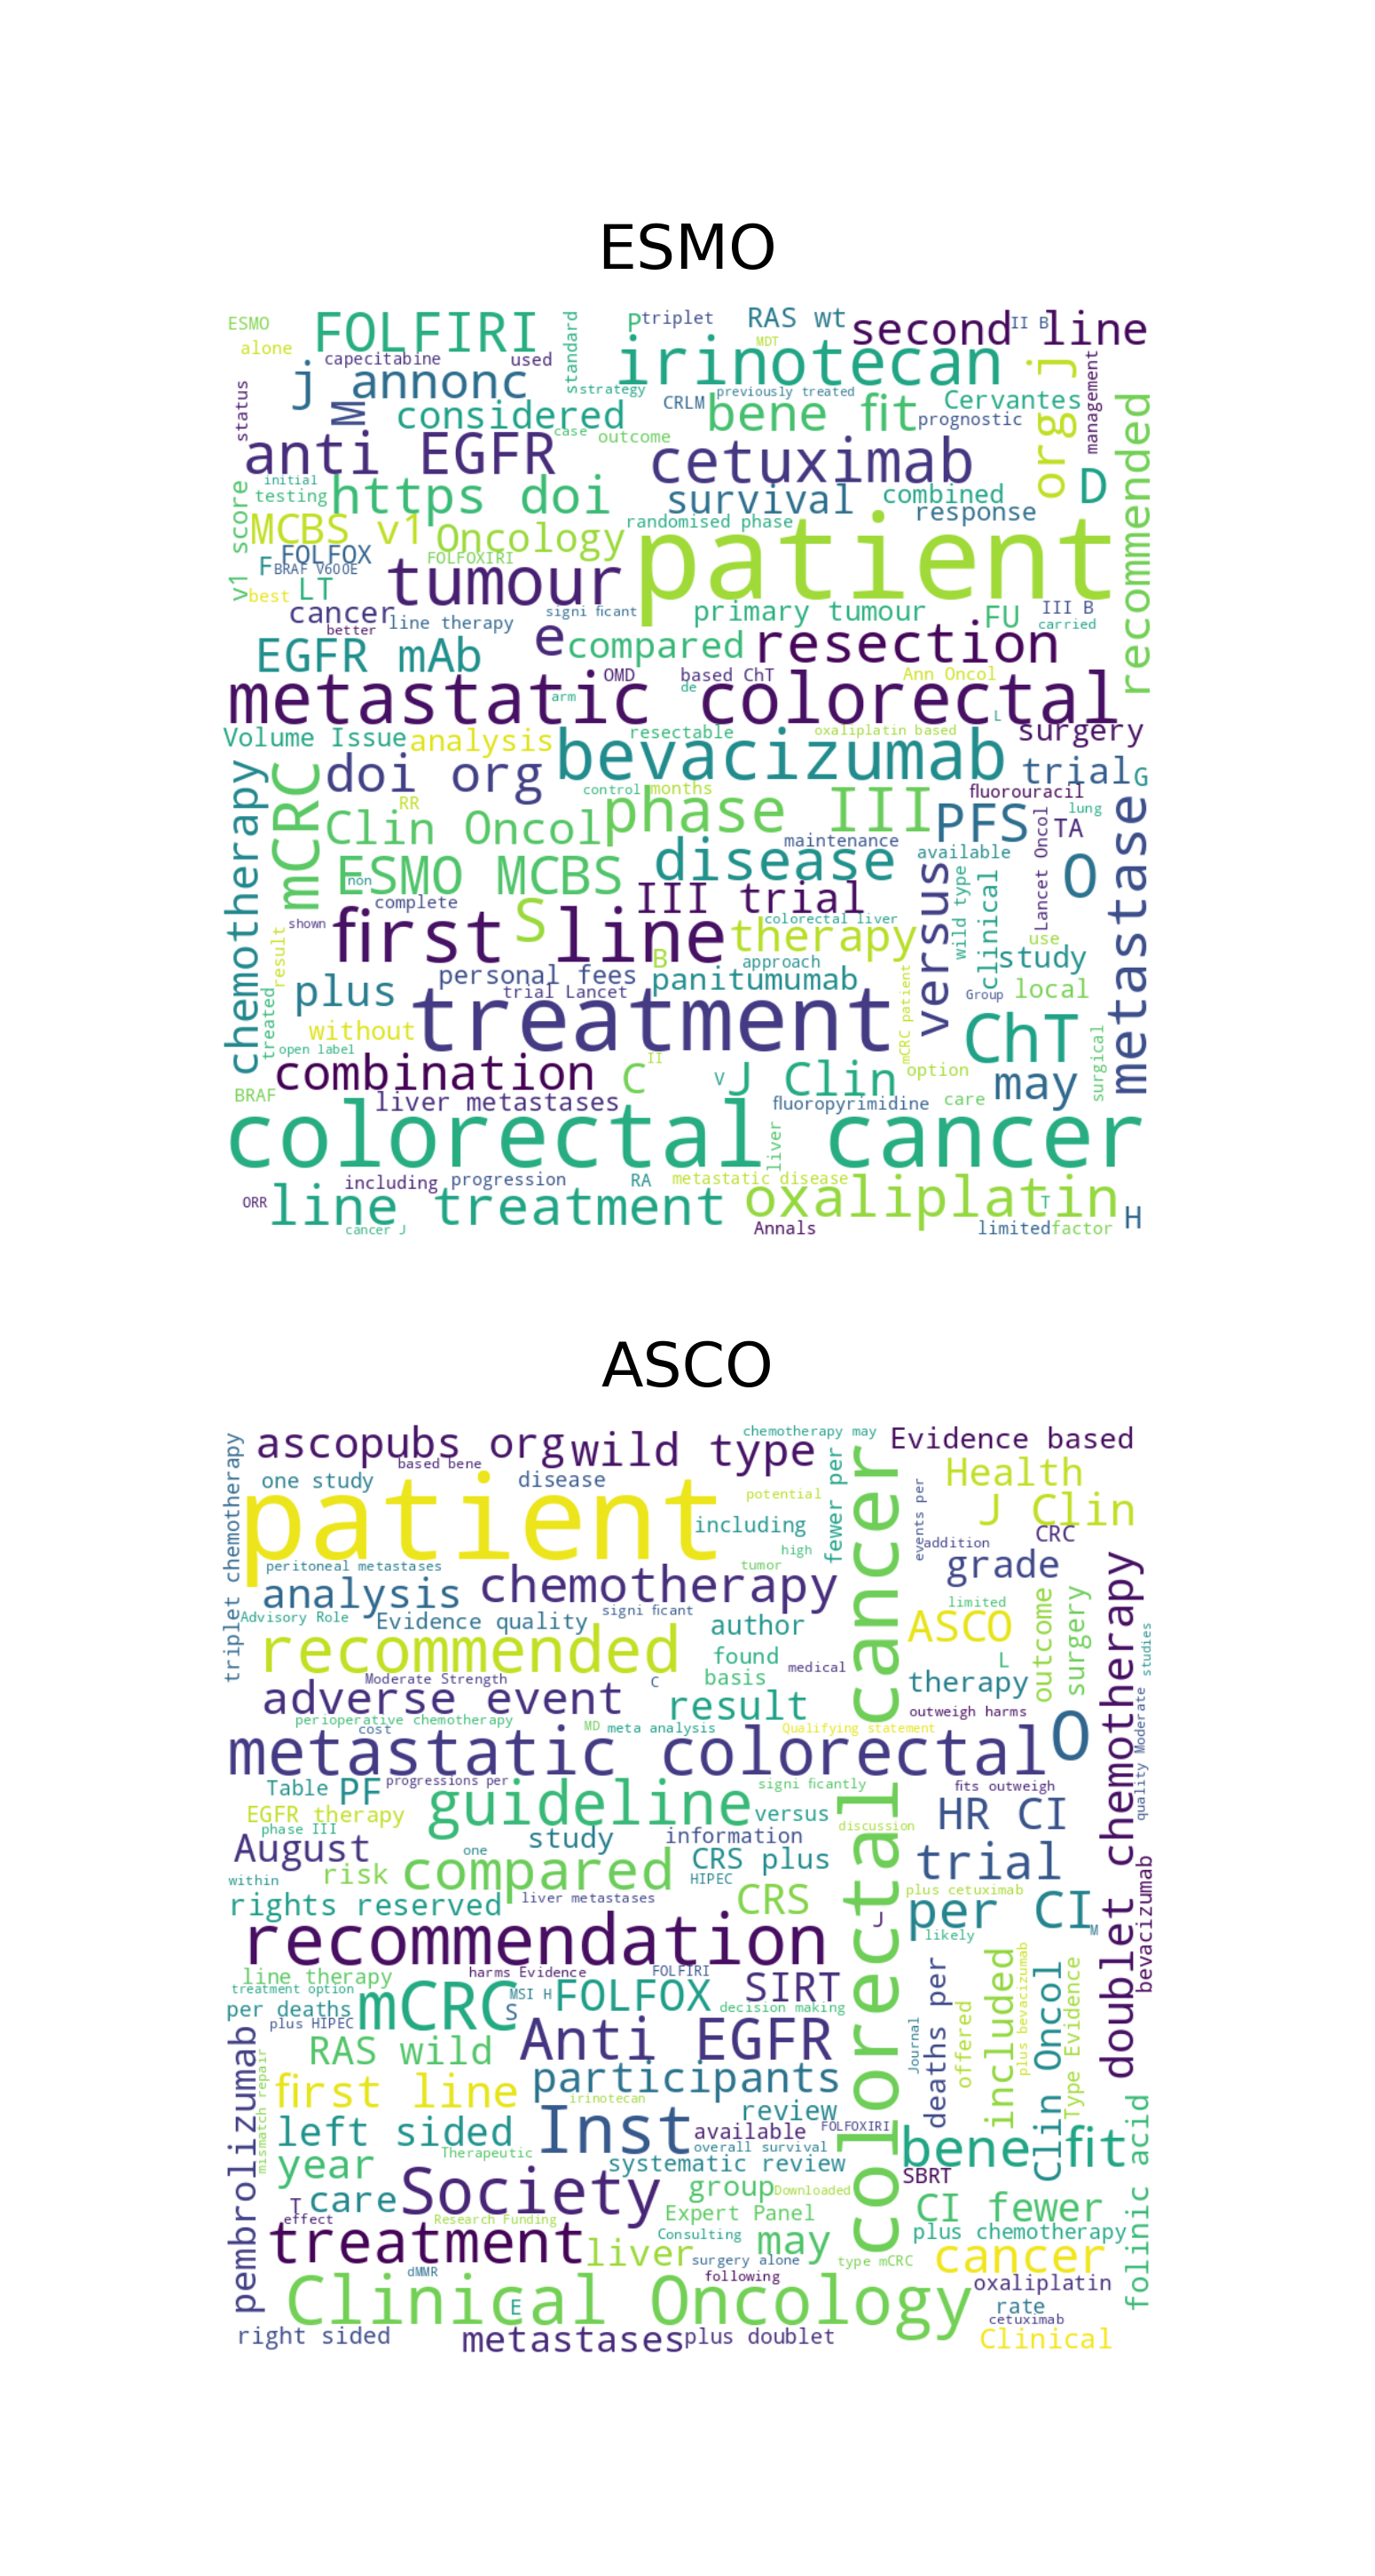 ESMO
ESMO
FOLFIRI
standard
P
triplet
RAS wt
second line
II B
alone
capecitabine
used
MDT
irinotecan
org j
management
j annonc
status
M
considered
strategy
s
CRLM
previously treated
bene fit
Cervantes
prognostic
recommended
anti EGFR
case
outcome
cetuximab
D
initial
testing
https doi
survival
combined
response
v1 score
MCBS v1
Oncology
randomised phase
patient
FOLFOX
F
BRAF V600E
FOLFOXIRI
tumour
best
LT
cancer
better
line therapy
signi ficant
primary tumour
FU
III B
carried
EGFR mAb
e
compared
resection
metastatic colorectal
OMD
based ChT
Ann Oncol
arm
de
L
Volume Issue
analysis
resectable
oxaliplatin based
surgery
bevacizumab
doi org
mCRC
chemotherapy
trial
G
control
months
fluorouracil
RR
Clin Oncol
phase III
PFS
Lancet Oncol
lung
TA
metastase
maintenance
ESMO MCBS
non
disease
available
O
complete
III trial
versus
wild type
clinical
shown
first line
S
colorectal liver
therapy
use
result
B
approach
study
personal fees
panitumumab
plus
trial Lancet
treatment
Group
local
mCRC patient
treated
without
open label
ChT
surgical
combination
II
C
V
J Clin
option
may
BRAF
liver metastases
fluoropyrimidine
care
colorectal cancer
liver
including
progression
RA
metastatic disease
ORR
line treatment
oxaliplatin
T
H
cancer J
Annals
limited
factor
ASCO
triplet chemotherapy
ascopubs org
wild type
chemotherapy may
Evidence based
based bene
one study
disease
fewer per
colorectal cancer
Health
patient
potential
events per
J Clin
including
CRC
high
addition
peritoneal metastases
tumor
grade
doublet chemotherapy
analysis
chemotherapy
limited
outcome
surgery
Advisory Role
Evidence quality
signi ficant
author
ASCO
studies
recommended
found
L
Moderate Strength
C
basis
medical
therapy
adverse event
result
outweigh harms
quality Moderate
perioperative chemotherapy
cost
MD
meta analysis
Qualifying statement
metastatic colorectal
O
Table
PF
progressions per
signi ficantly
fits outweigh
EGFR therapy
guideline
versus
discussion
HR CI
phase III
August
study
information
one
CRS plus
trial
within
risk
compared
HIPEC
bevacizumab
rights reserved
liver metastases
CRS
plus cetuximab
per CI
J
M
recommendation
likely
line therapy
harms Evidence
FOLFIRI
SIRT
treatment option
mCRC
MSI H
FOLFOX
decision making
per deaths
S
plus HIPEC
Anti EGFR
Journal
deaths per
offered
included
plus bevacizumab
Clin Oncol
Type Evidence
pembrolizumab
mismatch repair
RAS wild
participants
first line
irinotecan
Inst
review
left sided
available
FOLFOXIRI
bene fit
folinic acid
Therapeutic
overall survival
year
systematic review
SBRT
T
care
Society
group
Downloaded
CI fewer
effect
Research Funding
Expert Panel
plus chemotherapy
treatment
Consulting
may
liver
surgery alone
type mCRC
cancer
dMMR
following
oxaliplatin
Clinical Oncology
E
rate
cetuximab
right sided
metastases
plus doublet
Clinical